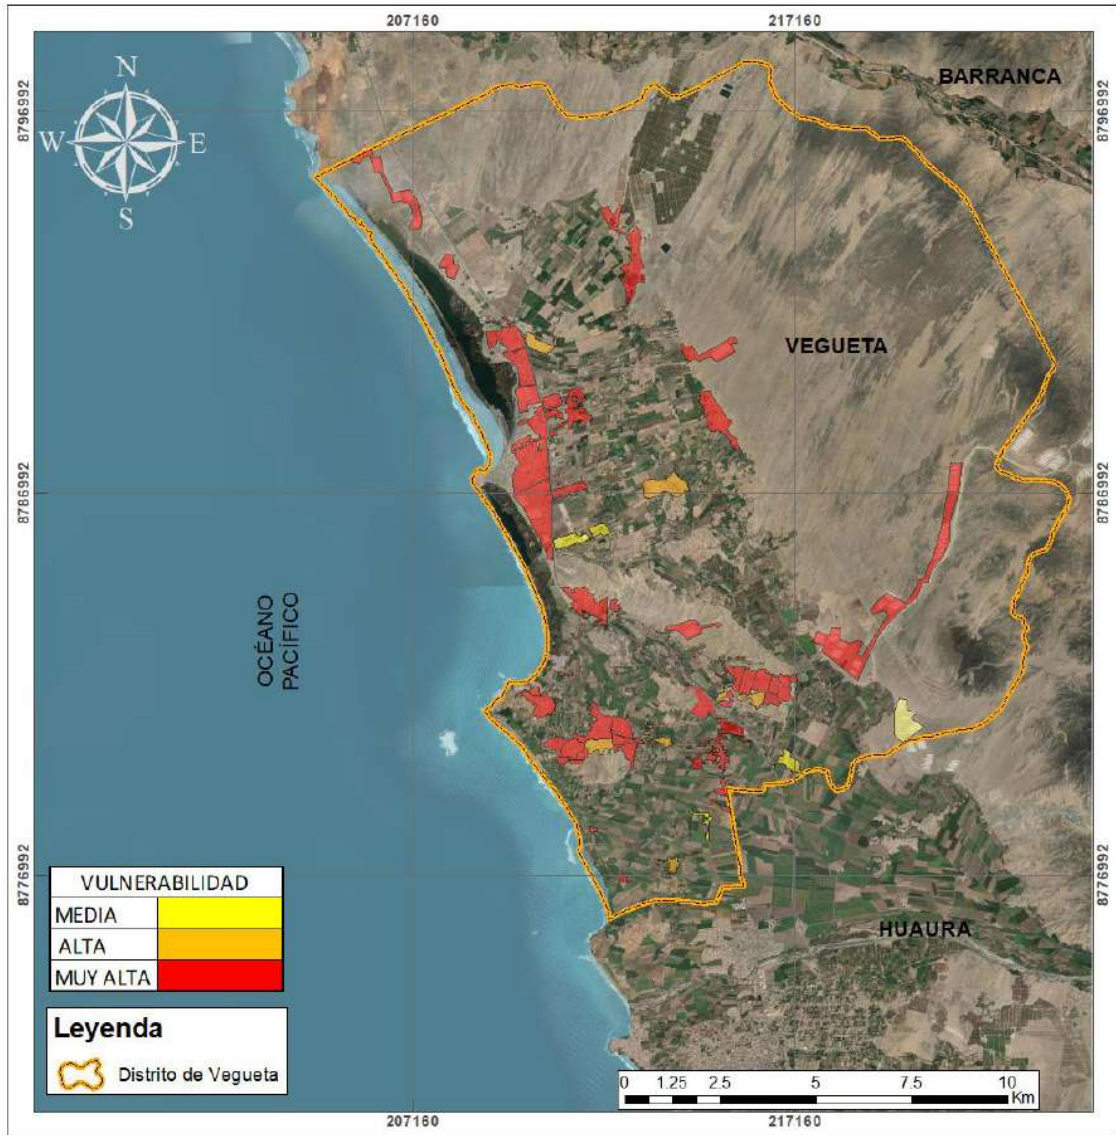 207160 217160
BARRANCA
8796992 8796992
N
W E
S
VEGUETA
8786992 8786992
OCÉANO
PACÍFICO
VULNERABILIDAD
MEDIA
ALTA
MUY ALTA
8776992 8776992
HUAURA
Leyenda
Distrito de Vegueta
0 1.25 2.5 5 7.5 10
Km
207160 217160